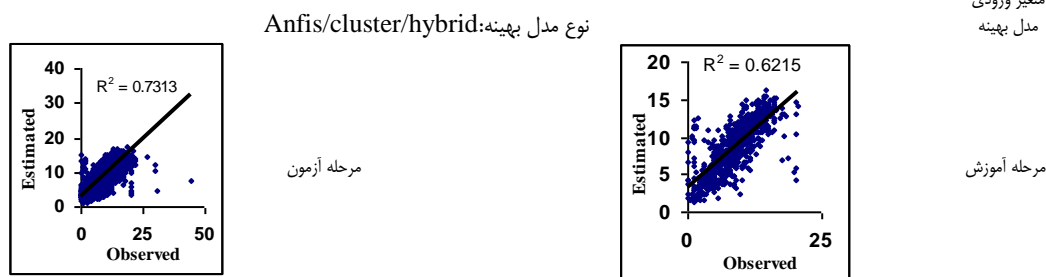 متغیر ورودی
مدل بهینه
نوع مدل بهینه:Anfis/cluster/hybrid
مرحله آموزش
20
15
10
5
0
0
25
R² = 0.6215
Estimated
Observed
مرحله آزمون
40
30
20
10
0
0
25
50
R² = 0.7313
Estimated
Observed